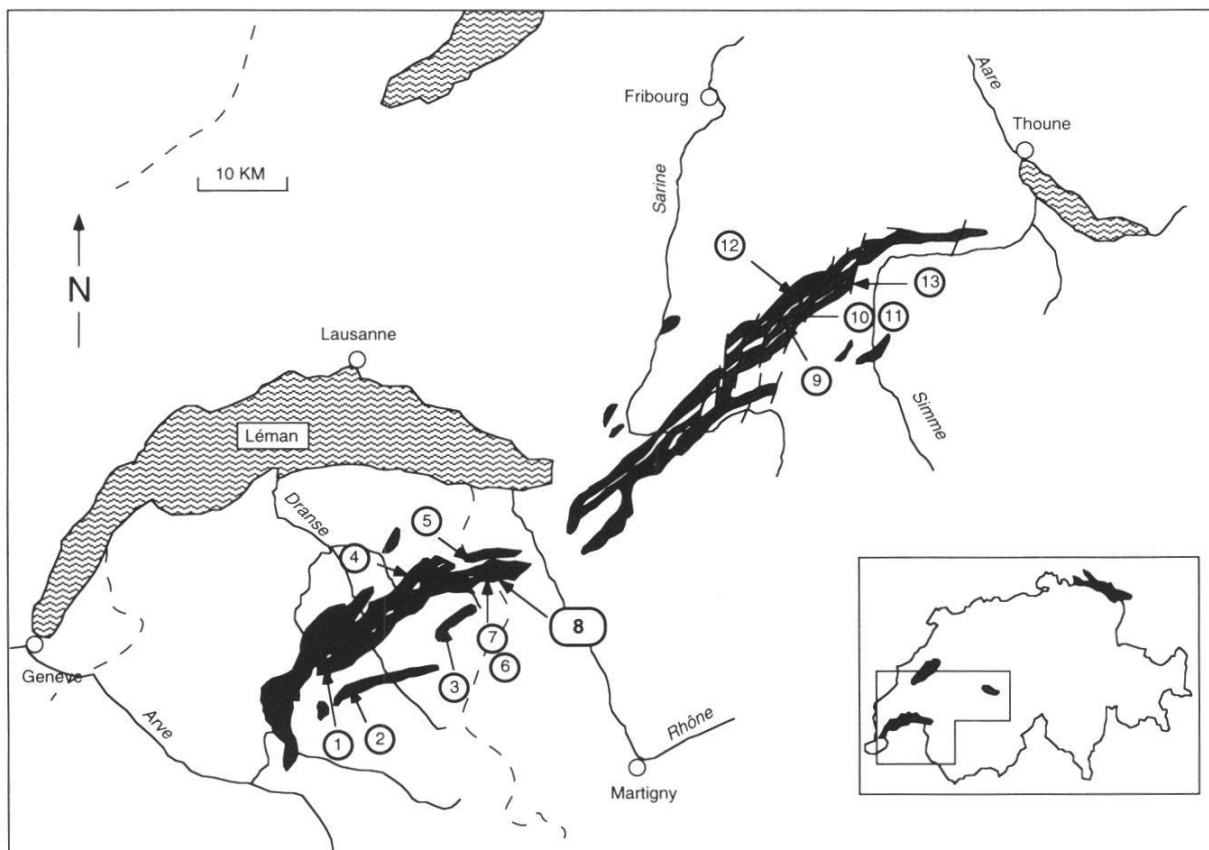 Fribourg
Aare
Thoune
10 KM
Sarine
N
12
13
10
11
Lausanne
9
Simme
Léman
Dranse
5
4
8
7
6
3
Genève
Arve
1
2
Rhône
Martigny